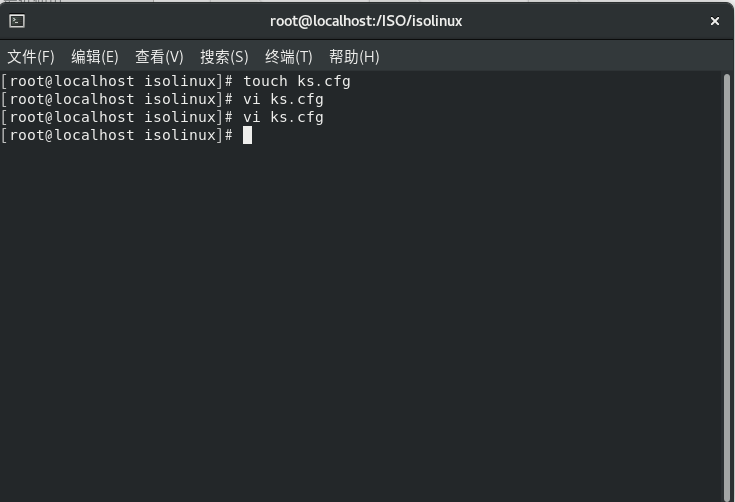 root@localhost:/ISO/isolinux
文件(F) 编辑(E) 查看(V) 搜索(S) 终端(T) 帮助(H)
[root@localhost isolinux]# touch ks.cfg
[root@localhost isolinux]# vi ks.cfg
[root@localhost isolinux]# vi ks.cfg
[root@localhost isolinux]#